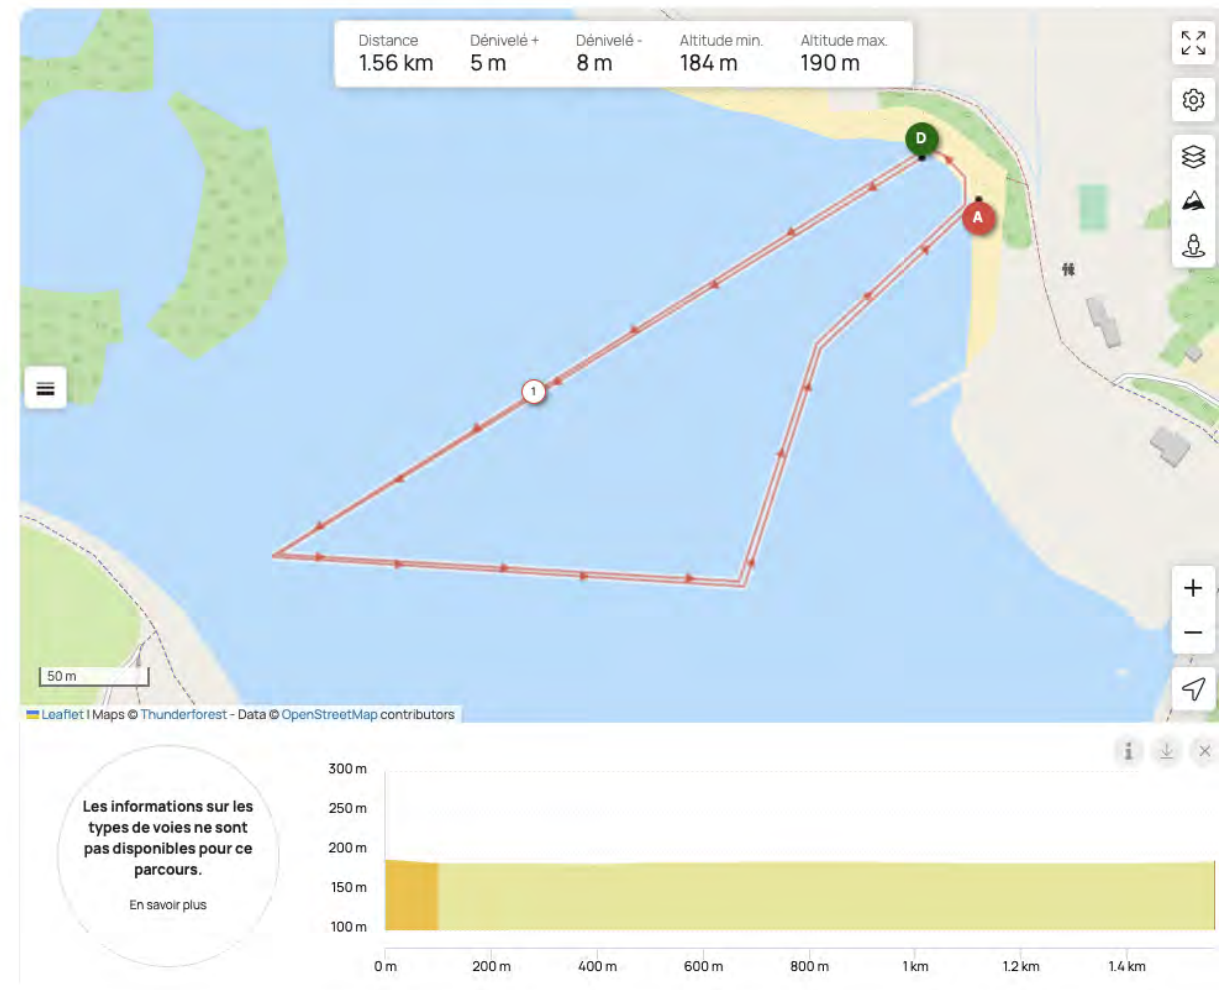 Distance Dénivelé + Dénivelé - Altitude min. Altitude max.
1.56 km 5 m 8 m 184 m 190 m
D
A
1
50 m
Leaflet | Maps © Thunderforest - Data © OpenStreetMap contributors
Les informations sur les
types de voies ne sont
pas disponibles pour ce
parcours.
En savoir plus
300 m
250 m
200 m
150 m
100 m
0 m 200 m 400 m 600 m 800 m 1 km 1.2 km 1.4 km